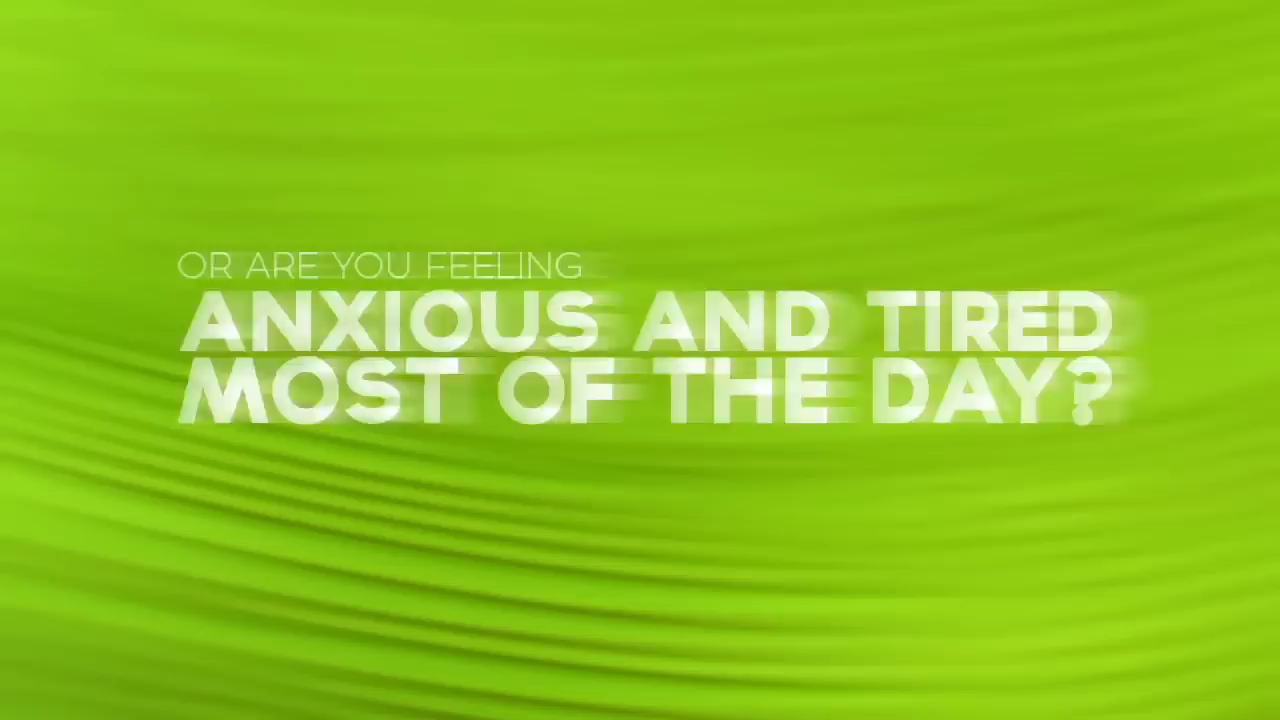 OR ARE YOU FEELING
ANXIOUS AND TIRED
MOST OF THE DAY?